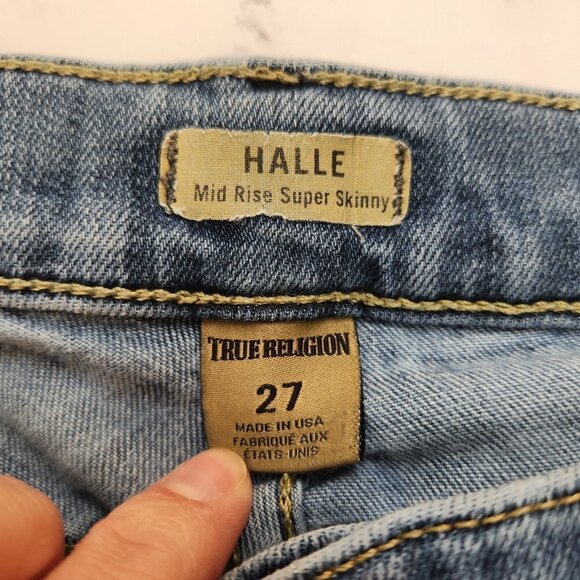 HALLE
Mid Rise Super Skinny
TRUE RELIGION
27
MADE IN USA
FABRIQUÉ AUX
ÉTATS-UNIS